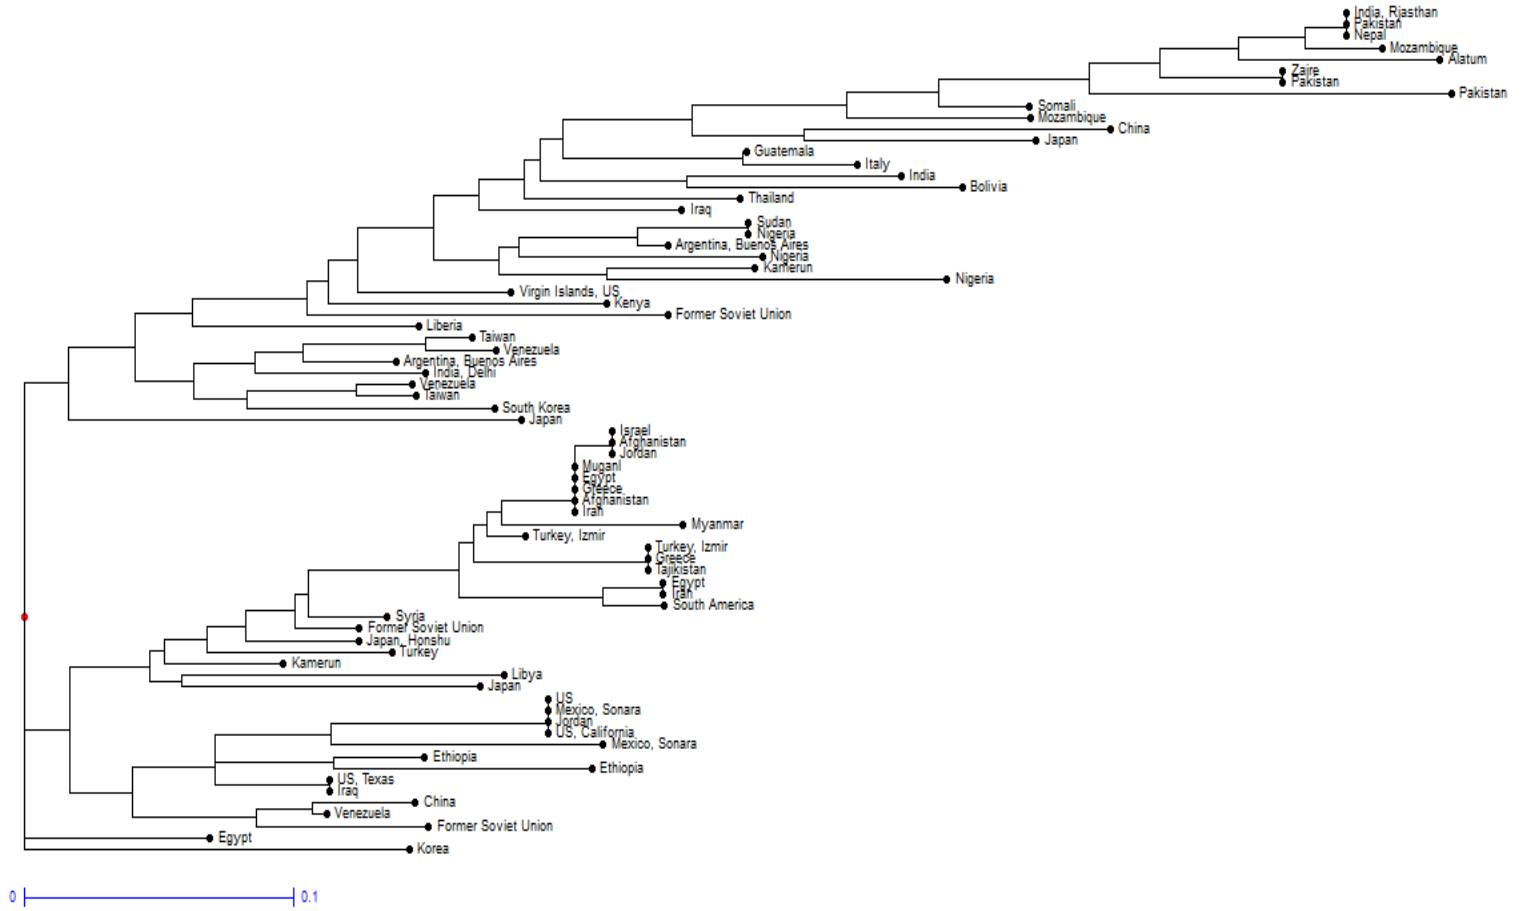 India, Rjasthan
Pakistan
Nepal
Mozambique
Alatum
Zaire
Pakistan
Pakistan
Somali
Mozambique
China
Japan
Guatemala
Italy
India
Bolivia
Thailand
Iraq
Sudan
Nigeria
Argentina, Buenos Aires
Nigeria
Kamerun
Nigeria
Virgin Islands, US
Kenya
Former Soviet Union
Liberia
Taiwan
Venezuela
Argentina, Buenos Aires
India, Delhi
Venezuela
Taiwan
South Korea
Japan
Israel
Afghanistan
Jordan
Muganl
Egypt
Greece
Afghanistan
Iran
Myanmar
Turkey, Izmir
Turkey, Izmir
Greece
Tajikistan
Egypt
Iran
South America
Syria
Former Soviet Union
Japan, Honshu
Turkey
Kamerun
Libya
Japan
US
Mexico, Sonara
Jordan
US, California
Mexico, Sonara
Ethiopia
Ethiopia
US, Texas
Iraq
China
Venezuela
Former Soviet Union
Egypt
Korea
0 0.1